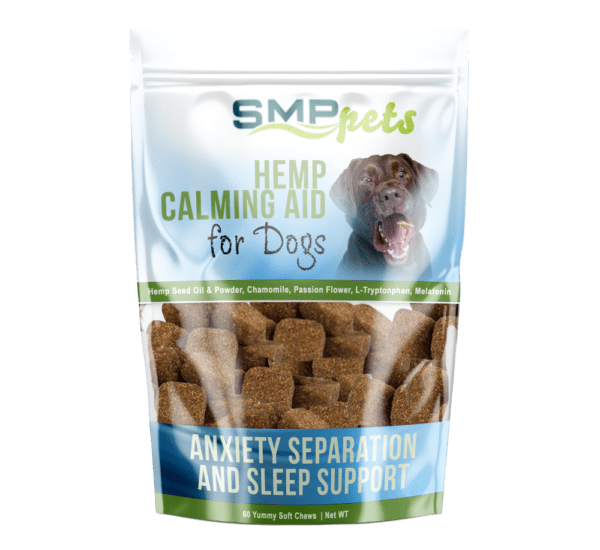 SMPpets
HEMP
CALMING AID
for Dogs
Hemp Seed Oil & Powder, Chamomile, Passion Flower, L-Tryptonphan, Melatonin
ANXIETY SEPARATION
AND SLEEP SUPPORT
60 Yummy Soft Chews | Net WT